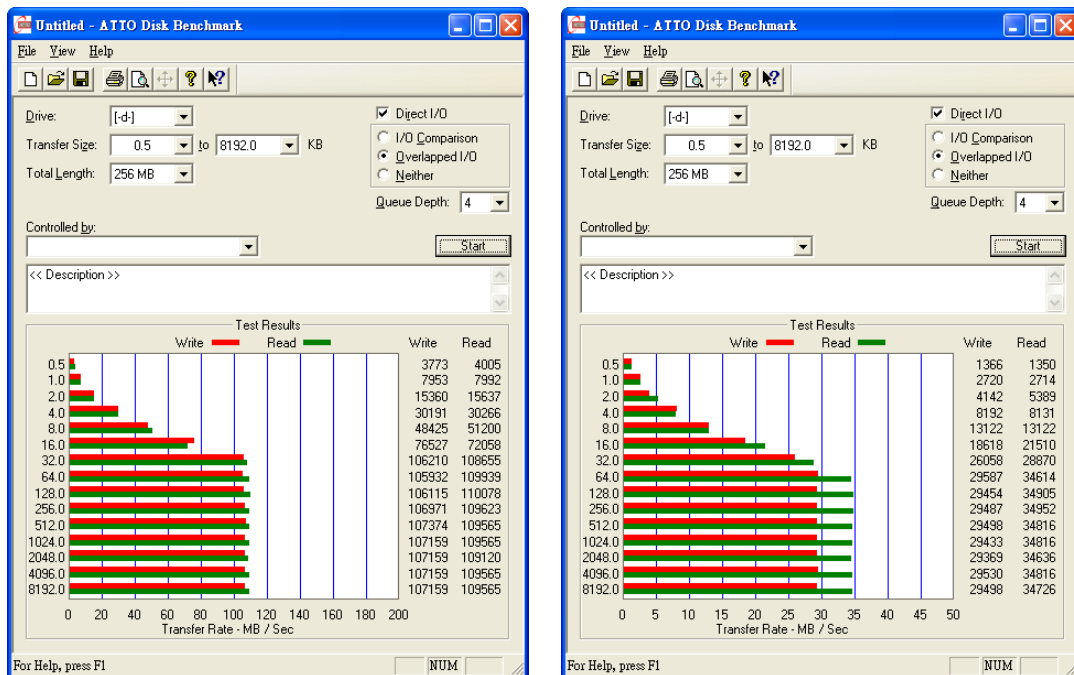 Untitled - ATTO Disk Benchmark
File View Help
Drive: [-d-]
Direct I/O
Transfer Size: 0.5 to 8192.0 KB
I/O Comparison
Overlapped I/O
Total Length: 256 MB
Neither
Queue Depth: 4
Controlled by:
Start
<< Description >>
Test Results
Write Read Write Read
0.5 3773 4005
1.0 7953 7992
2.0 15360 15637
4.0 30191 30266
8.0 48425 51200
16.0 76527 72058
32.0 106210 108655
64.0 105932 109939
128.0 106115 110078
256.0 106971 109623
512.0 107374 109565
1024.0 107159 109565
2048.0 107159 109120
4096.0 107159 109565
8192.0 107159 109565
0 20 40 60 80 100 120 140 160 180 200
Transfer Rate - MB / Sec
For Help, press F1 NUM
Untitled - ATTO Disk Benchmark
File View Help
Drive: [-d-]
Direct I/O
Transfer Size: 0.5 to 8192.0 KB
I/O Comparison
Overlapped I/O
Total Length: 256 MB
Neither
Queue Depth: 4
Controlled by:
Start
<< Description >>
Test Results
Write Read Write Read
0.5 1366 1350
1.0 2720 2714
2.0 4142 5389
4.0 8192 8131
8.0 13122 13122
16.0 18618 21510
32.0 26058 28870
64.0 29587 34614
128.0 29454 34905
256.0 29487 34952
512.0 29498 34816
1024.0 29433 34816
2048.0 29369 34636
4096.0 29530 34816
8192.0 29498 34726
0 5 10 15 20 25 30 35 40 45 50
Transfer Rate - MB / Sec
For Help, press F1 NUM